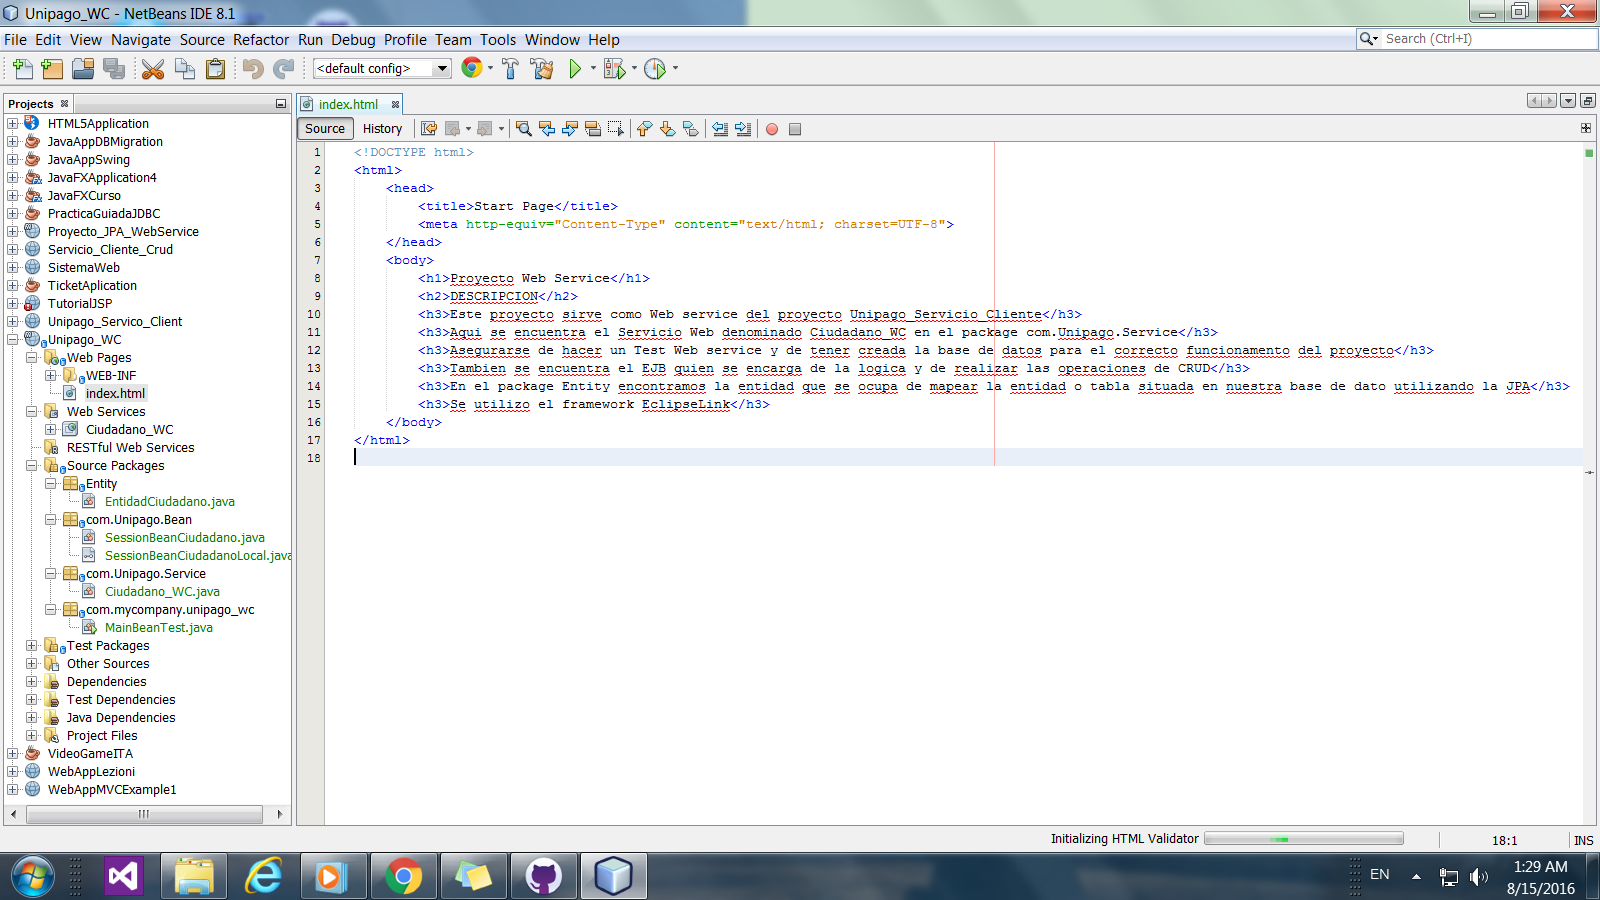 Unipago_WC - NetBeans IDE 8.1
File Edit View Navigate Source Refactor Run Debug Profile Team Tools Window Help
Search (Ctrl+I)
<default config>
Projects
index.html
HTML5Application
JavaAppDBMigration
JavaAppSwing
JavaFXApplication4
JavaFXCurso
PracticaGuiadaJDBC
Proyecto_JPA_WebService
Servicio_Cliente_Crud
SistemaWeb
TicketAplication
TutorialJSP
Unipago_Servico_Client
Unipago_WC
Web Pages
WEB-INF
index.html
Web Services
Ciudadano_WC
RESTful Web Services
Source Packages
Entity
EntidadCiudadano.java
com.Unipago.Bean
SessionBeanCiudadano.java
SessionBeanCiudadanoLocal.java
com.Unipago.Service
Ciudadano_WC.java
com.mycompany.unipago_wc
MainBeanTest.java
Test Packages
Other Sources
Dependencies
Test Dependencies
Java Dependencies
Project Files
VideoGameITA
WebAppLezioni
WebAppMVCExample1
Source History
1 <!DOCTYPE html>
2 <html>
3 <head>
4 <title>Start Page</title>
5 <meta http-equiv="Content-Type" content="text/html; charset=UTF-8">
6 </head>
7 <body>
8 <h1>Proyecto Web Service</h1>
9 <h2>DESCRIPCION</h2>
10 <h3>Este proyecto sirve como Web service del proyecto Unipago_Servicio_Cliente</h3>
11 <h3>Aqui se encuentra el Servicio Web denominado Ciudadano_WC en el package com.Unipago.Service</h3>
12 <h3>Asegurarse de hacer un Test Web service y de tener creada la base de datos para el correcto funcionamento del proyecto</h3>
13 <h3>Tambien se encuentra el EJB quien se encarga de la logica y de realizar las operaciones de CRUD</h3>
14 <h3>En el package Entity encontramos la entidad que se ocupa de mapear la entidad o tabla situada en nuestra base de dato utilizando la JPA</h3>
15 <h3>Se utilizo el framework EclipseLink</h3>
16 </body>
17 </html>
18
Initializing HTML Validator
18:1
INS
EN
1:29 AM
8/15/2016